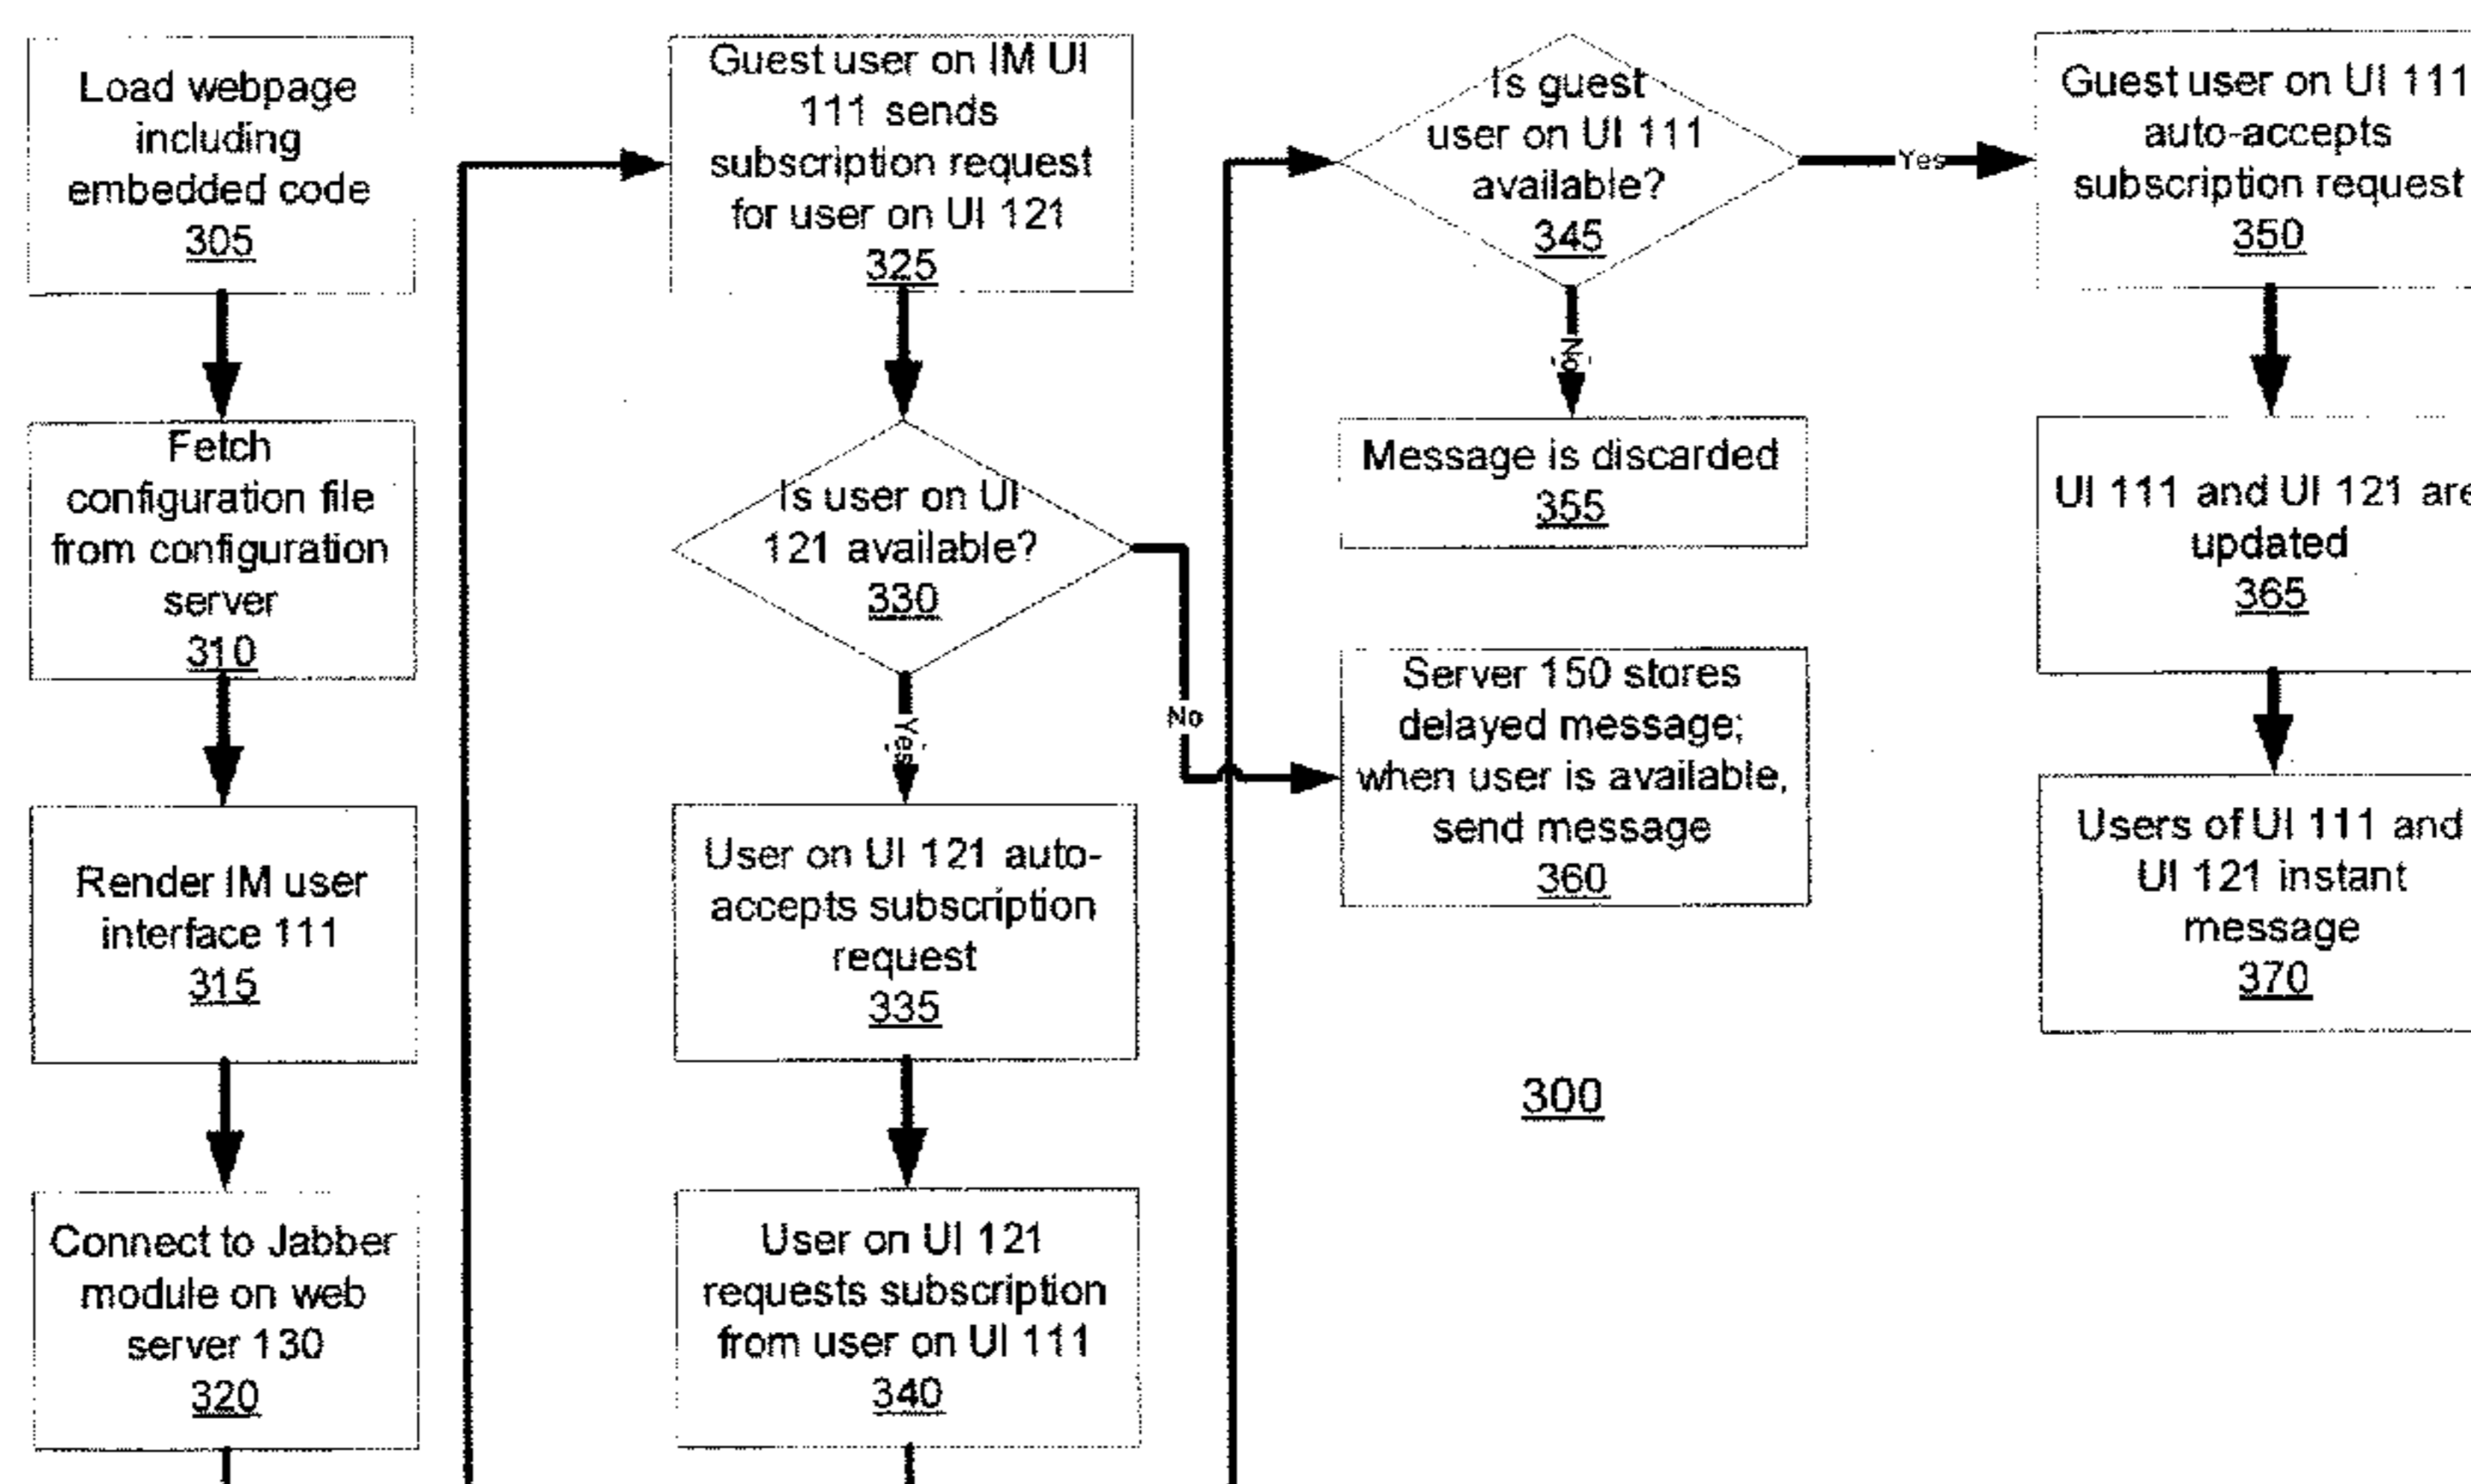 Load webpage
including
embedded code
305
Fetch
configuration file
from configuration
server
310
Render IM user
interface 111
315
Connect to Jabber
module on web
server 130
320
Guest user on IM UI
111 sends
subscription request
for user on UI 121
325
Is user on UI
121 available?
330
Yes
No
User on UI 121 auto-
accepts subscription
request
335
User on UI 121
requests subscription
from user on UI 111
340
Is guest
user on UI 111
available?
345
Yes
No
Message is discarded
355
Server 150 stores
delayed message;
when user is available,
send message
360
300
Guest user on UI 111
auto-accepts
subscription request
350
UI 111 and UI 121 are
updated
365
Users of UI 111 and
UI 121 instant
message
370